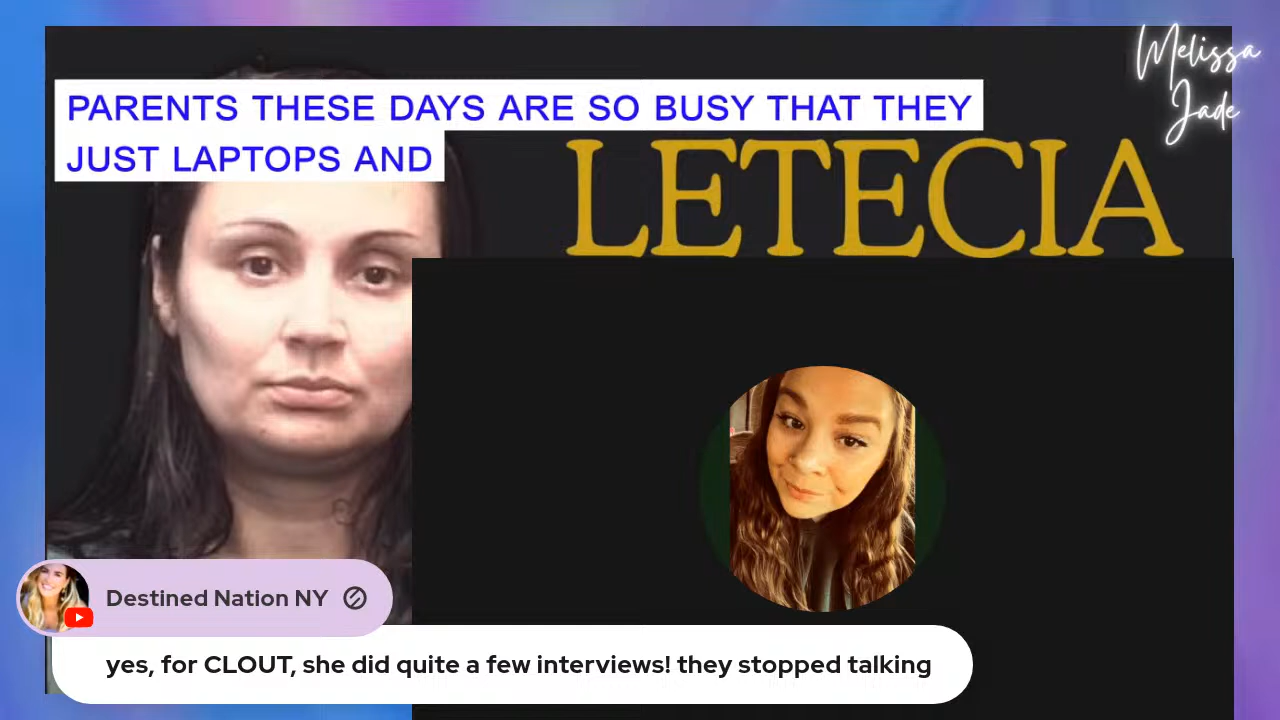 PARENTS THESE DAYS ARE SO BUSY THAT THEY
JUST LAPTOPS AND
Melissa
Jade
LETECIA
Destined Nation NY
yes, for CLOUT, she did quite a few interviews! they stopped talking